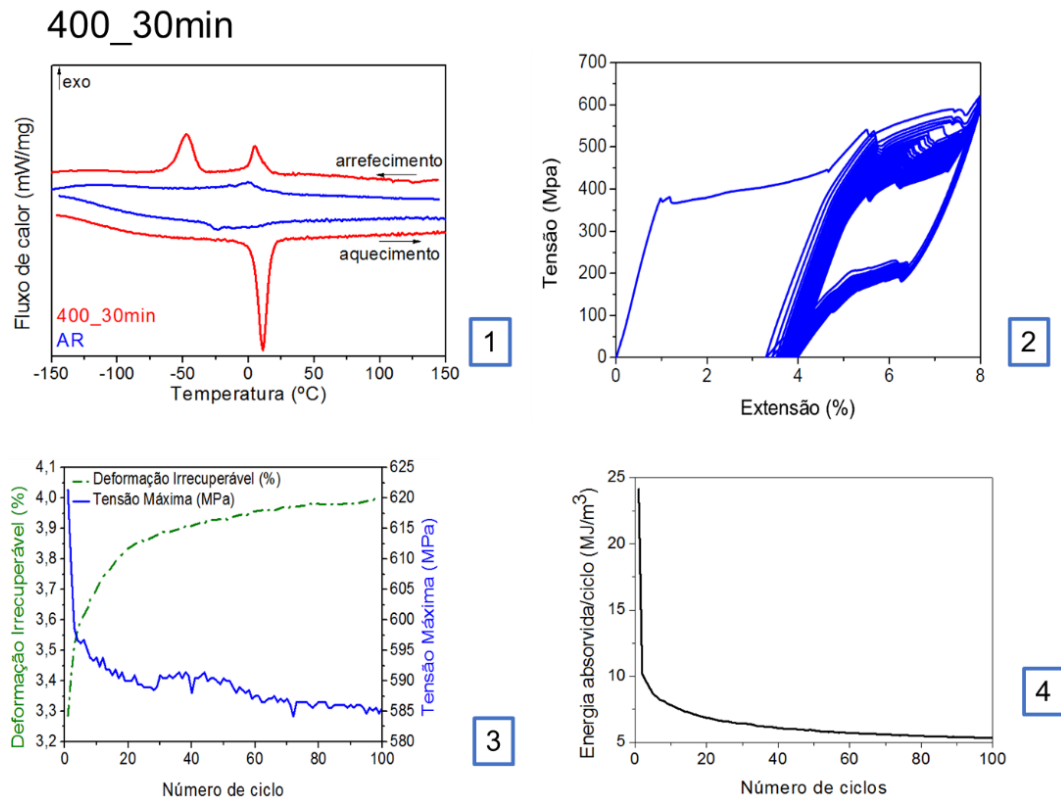 400_30min
exo
arrefecimento
aquecimento
400_30min
AR
Fluxo de calor (mW/mg)
-150 -100 -50 0 50 100 150
Temperatura (ºC)
1
700
600
500
400
300
200
100
0
Tensão (Mpa)
0 2 4 6 8
Extensão (%)
2
4,1
4,0
3,9
3,8
3,7
3,6
3,5
3,4
3,3
3,2
Deformação Irrecuperável (%)
Deformação Irrecuperável (%)
Tensão Máxima (MPa)
625
620
615
610
605
600
595
590
585
580
Tensão Máxima (MPa)
0 20 40 60 80 100
Número de ciclo
3
25
20
15
10
5
Energia absorvida/ciclo (MJ/m³)
0 20 40 60 80 100
Número de ciclos
4